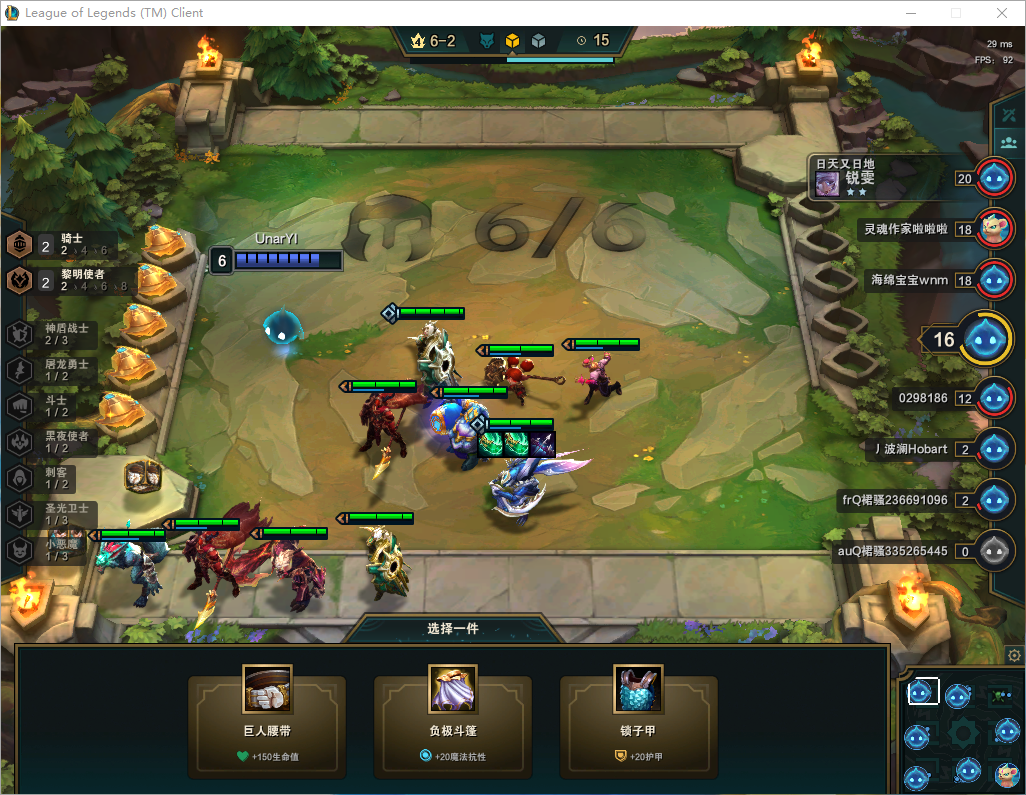 League of Legends (TM) Client
4 6-2
15
29 ms
FPS: 92
6/6
UnarYI
6
2
骑士
2 › 4 › 6
2
黎明使者
2 › 4 › 6 › 8
神盾战士
2 / 3
屠龙勇士
1 / 2
斗士
1 / 2
黑夜使者
1 / 2
刺客
1 / 2
圣光卫士
1 / 3
小恶魔
1 / 3
日天又日地
锐雯
20
灵魂作家啦啦啦 18
海绵宝宝wnm 18
16
0298186 12
丿波澜Hobart 2
frQ桾骚236691096 2
auQ桾骚335265445 0
选择一件
巨人腰带
+150生命值
负极斗篷
+20魔法抗性
锁子甲
+20护甲